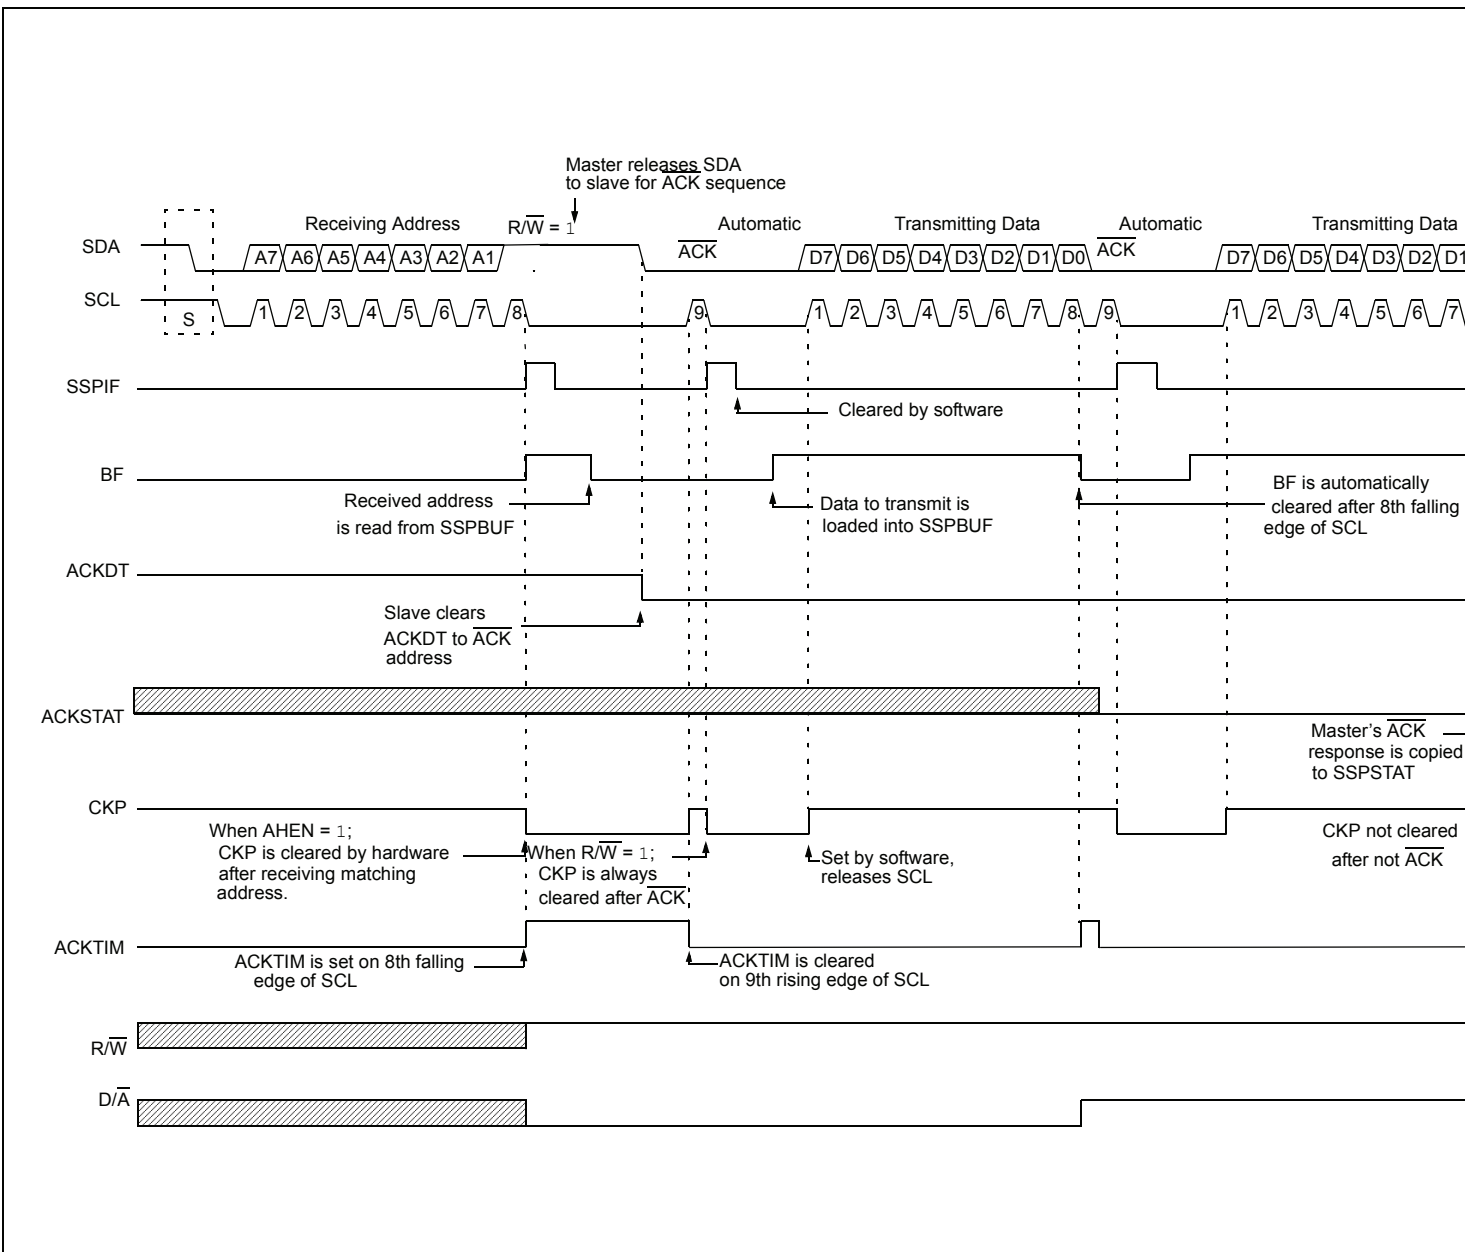 Master releases SDA
to slave for ACK sequence
Receiving Address
R/W = 1
Automatic
Transmitting Data
Automatic
Transmitting Data
SDA
A7 A6 A5 A4 A3 A2 A1
ACK
D7 D6 D5 D4 D3 D2 D1 D0
ACK
D7 D6 D5 D4 D3 D2 D1
SCL
S
1 2 3 4 5 6 7 8 9 1 2 3 4 5 6 7 8 9 1 2 3 4 5 6 7
SSPIF
Cleared by software
BF
Received address
is read from SSPBUF
Data to transmit is
loaded into SSPBUF
BF is automatically
cleared after 8th falling
edge of SCL
ACKDT
Slave clears
ACKDT to ACK
address
ACKSTAT
Master's ACK
response is copied
to SSPSTAT
CKP
When AHEN = 1;
CKP is cleared by hardware
after receiving matching
address.
When R/W = 1;
CKP is always
cleared after ACK
Set by software,
releases SCL
CKP not cleared
after not ACK
ACKTIM
ACKTIM is set on 8th falling
edge of SCL
ACKTIM is cleared
on 9th rising edge of SCL
R/W
D/A